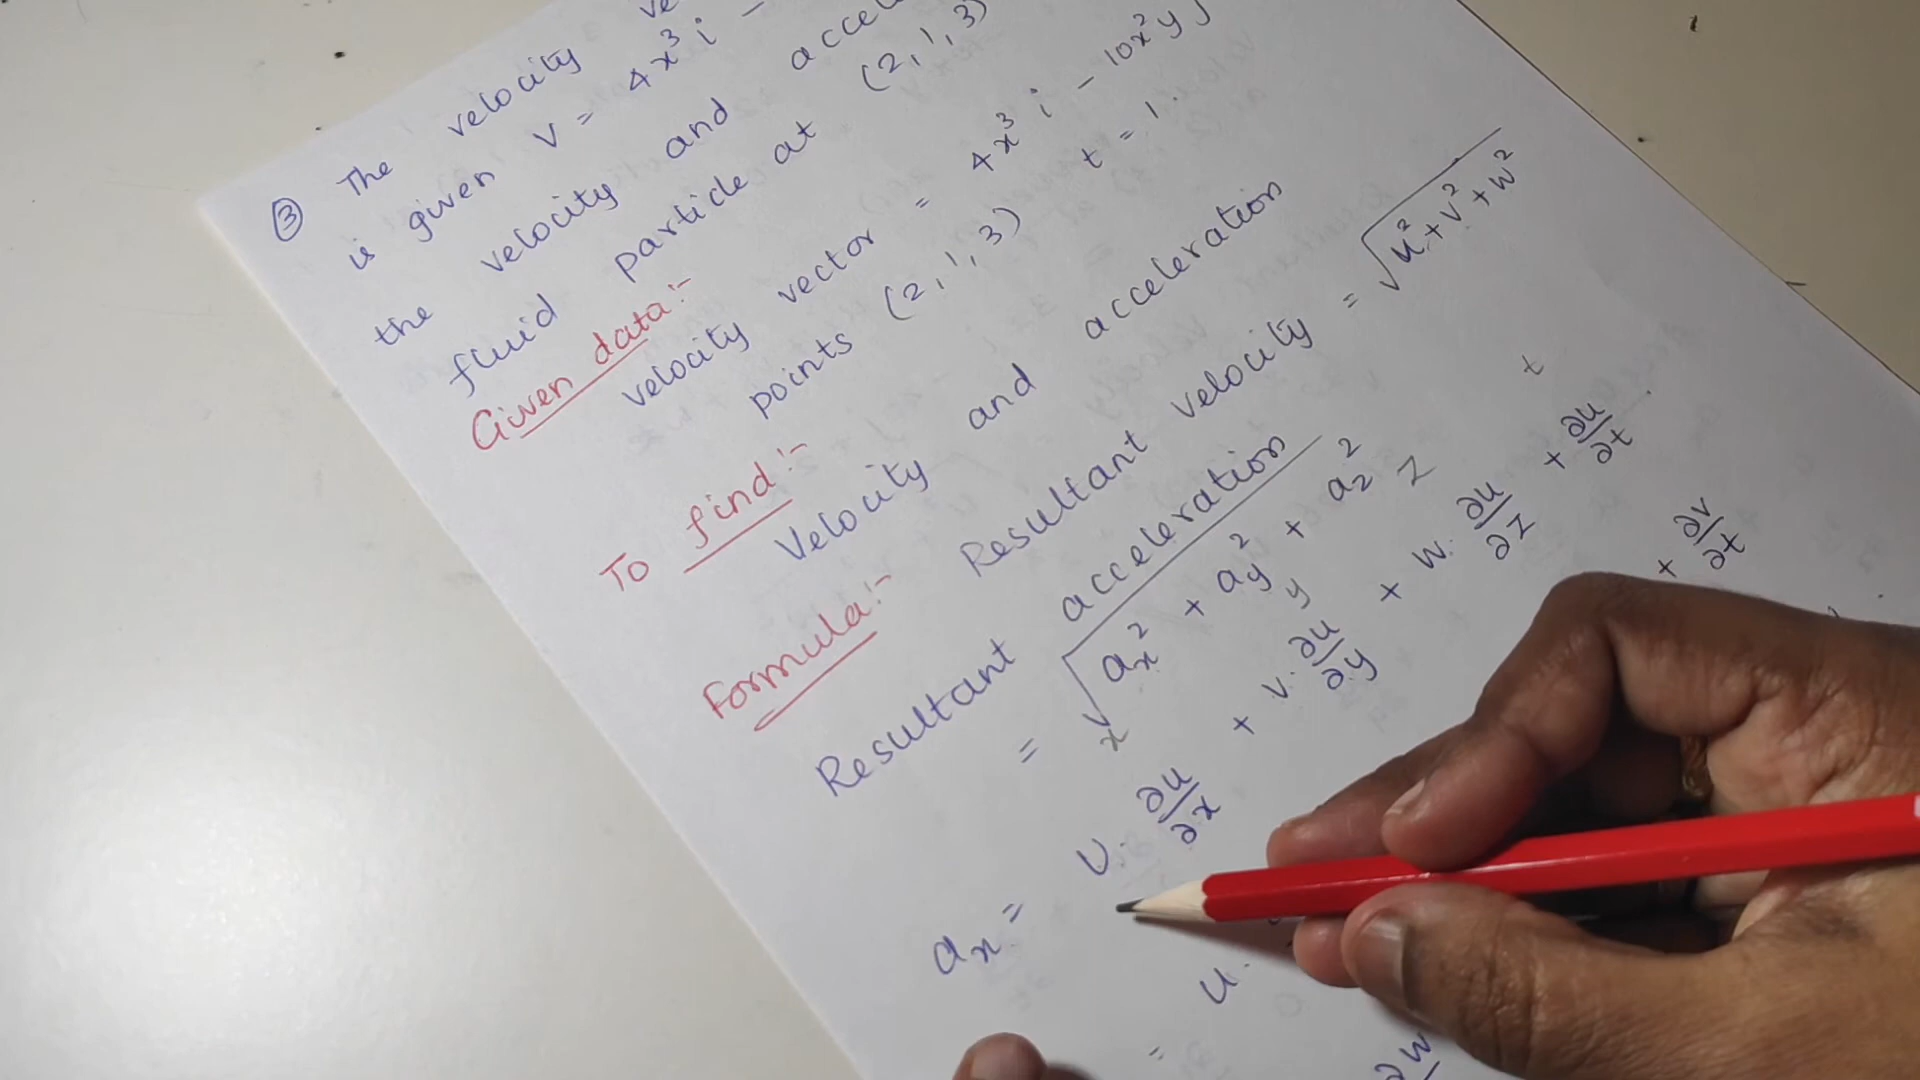 ③ The velocity ve
is given V = 4x³ i -
the velocity and accele
fluid particle at (2, 1, 3)
Given data:-
velocity vector = 4x³ i - 10x²y j
points (2, 1, 3) t = 1.
To find:-
Velocity and acceleration
Formula:- Resultant velocity = √u² + v² + w²
Resultant acceleration
= √ax² + ay² + az²
x y z t
ax = U. ∂u/∂x + v. ∂u/∂y + w. ∂u/∂z + ∂u/∂t.
= u. + ∂v/∂t
∂w